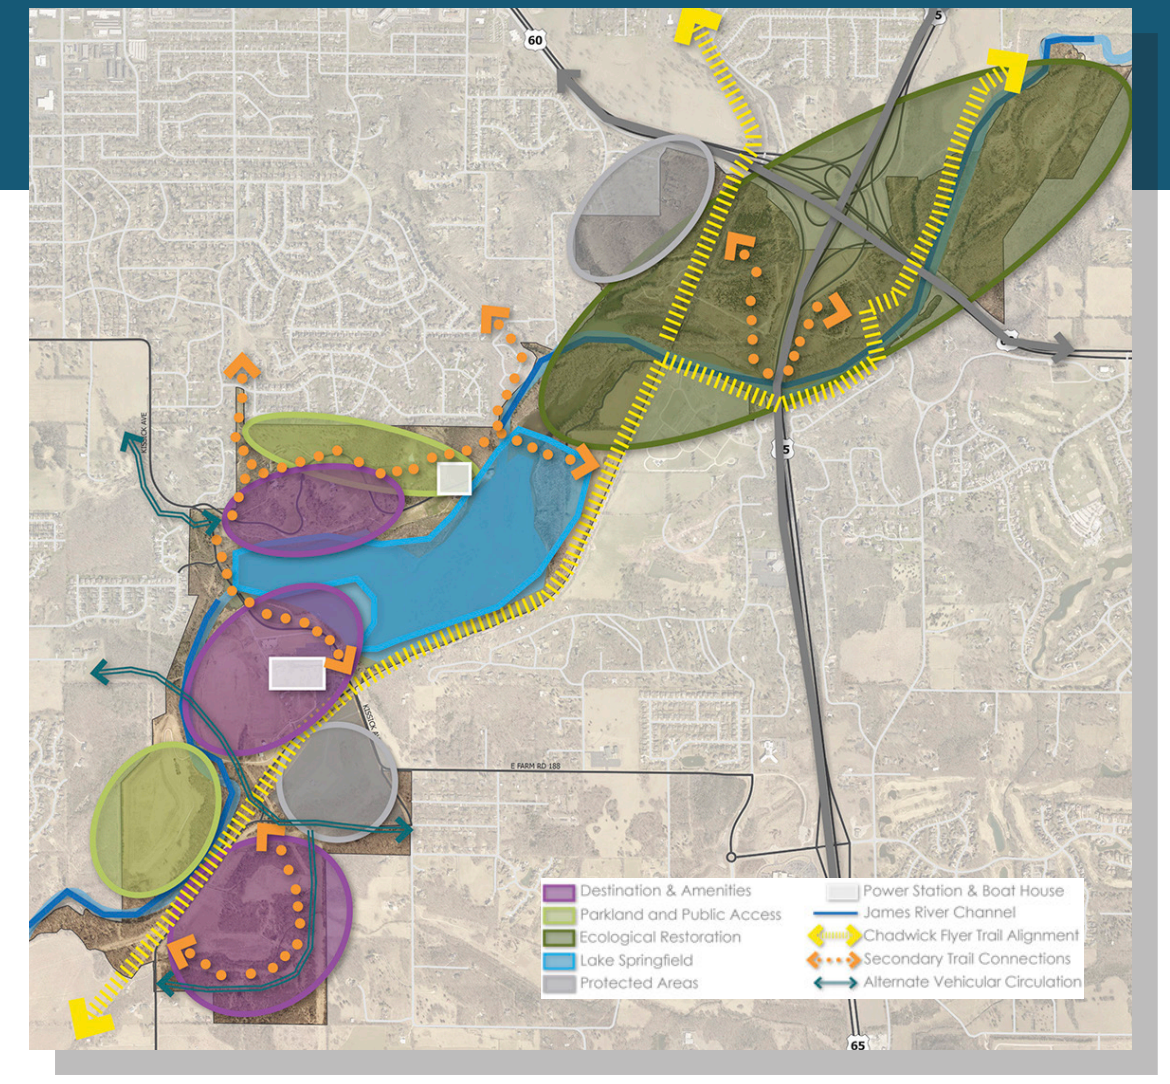 60
5
KISSICK AVE
5
E FARM RD 188
Destination & Amenities
Parkland and Public Access
Ecological Restoration
Lake Springfield
Protected Areas
Power Station & Boat House
James River Channel
Chadwick Flyer Trail Alignment
Secondary Trail Connections
Alternate Vehicular Circulation
65